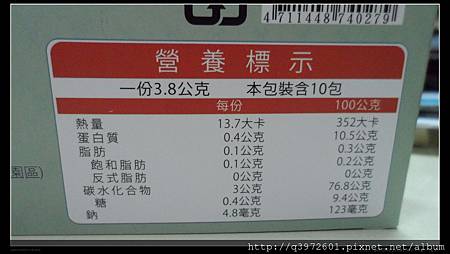 4711448740279
營養標示
一份3.8公克 本包裝含10包
每份 100公克
熱量 13.7大卡 352大卡
蛋白質 0.4公克 10.5公克
脂肪 0.1公克 0.3公克
飽和脂肪 0.1公克 0.2公克
反式脂肪 0公克 0公克
碳水化合物 3公克 76.8公克
糖 0.4公克 9.4公克
鈉 4.8毫克 123毫克
園區)
http://q3972601.pixnet.net/album